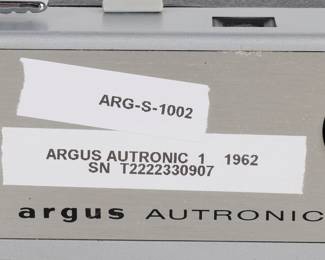 ARG-S-1002
ARGUS AUTRONIC 1 1962
SN T2222330907
argus AUTRONIC